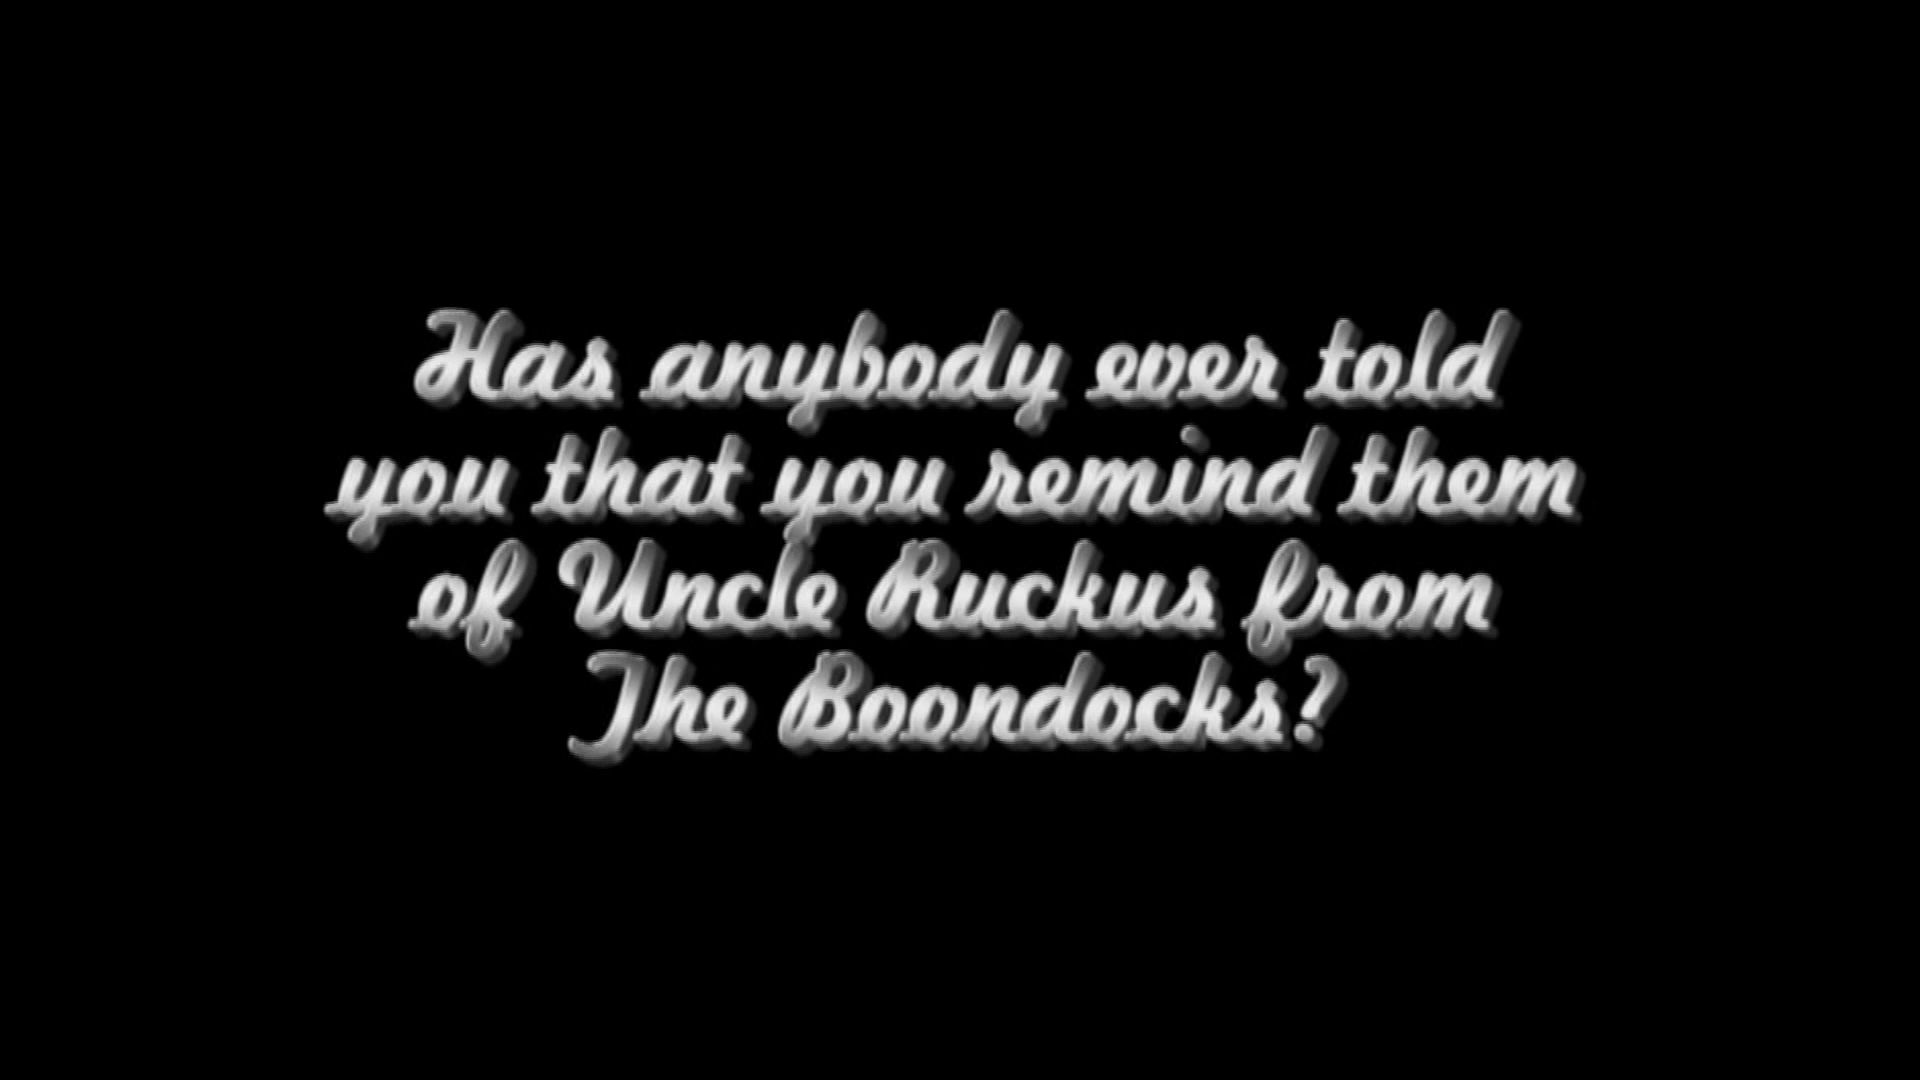 Has anybody ever told
you that you remind them
of Uncle Ruckus from
The Boondocks?